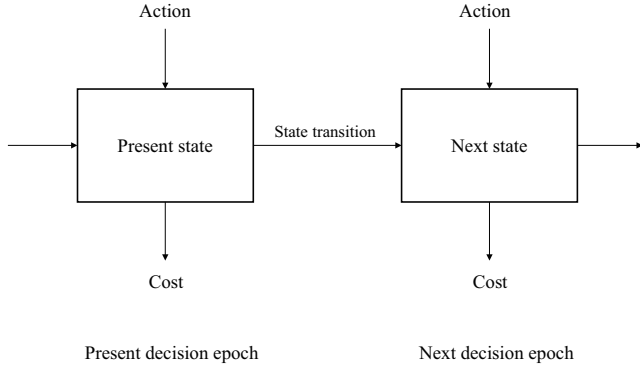 Action
Action
Present state
State transition
Next state
Cost
Cost
Present decision epoch
Next decision epoch